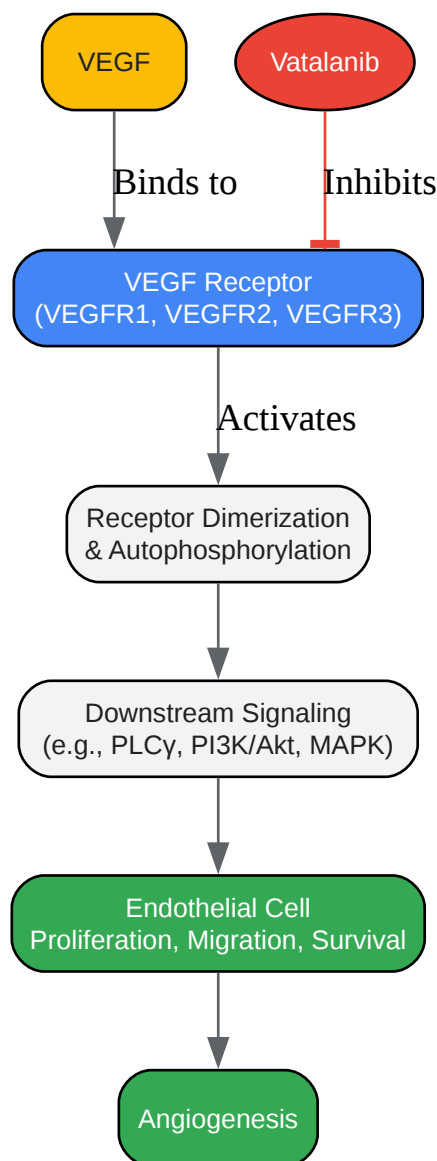 VEGF
Vatalanib
Binds to
Inhibits
VEGF Receptor
(VEGFR1, VEGFR2, VEGFR3)
Activates
Receptor Dimerization
& Autophosphorylation
Downstream Signaling
(e.g., PLCγ, PI3K/Akt, MAPK)
Endothelial Cell
Proliferation, Migration, Survival
Angiogenesis